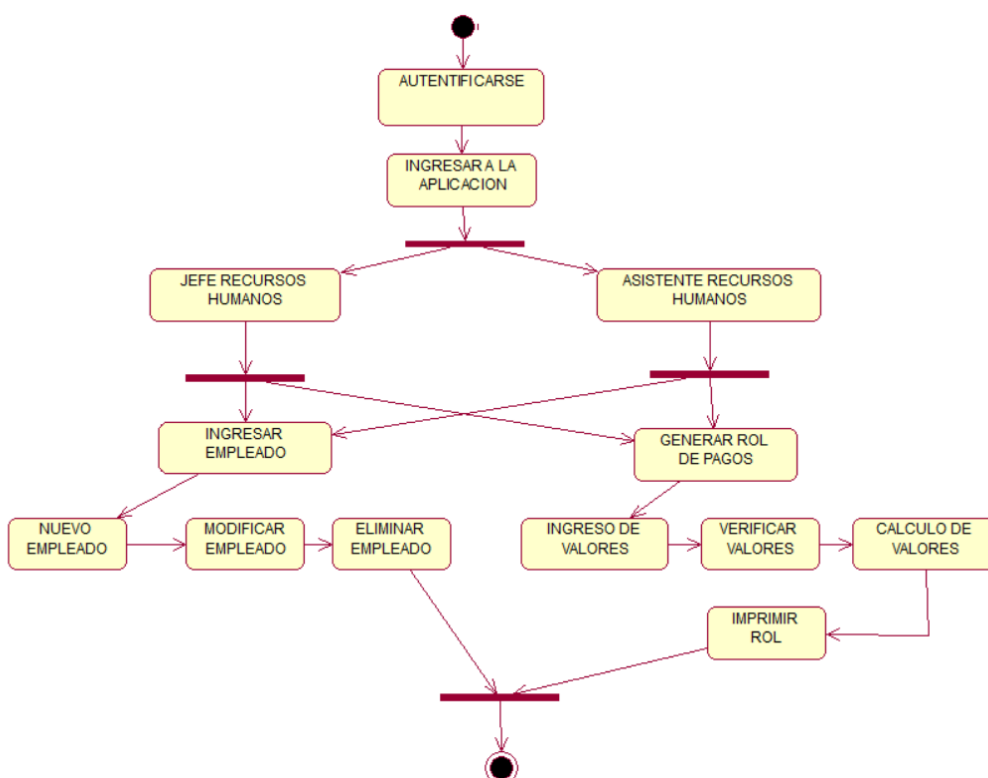 AUTENTIFICARSE
INGRESAR A LA
APLICACION
JEFE RECURSOS
HUMANOS
ASISTENTE RECURSOS
HUMANOS
INGRESAR
EMPLEADO
GENERAR ROL
DE PAGOS
NUEVO
EMPLEADO
MODIFICAR
EMPLEADO
ELIMINAR
EMPLEADO
INGRESO DE
VALORES
VERIFICAR
VALORES
CALCULO DE
VALORES
IMPRIMIR
ROL